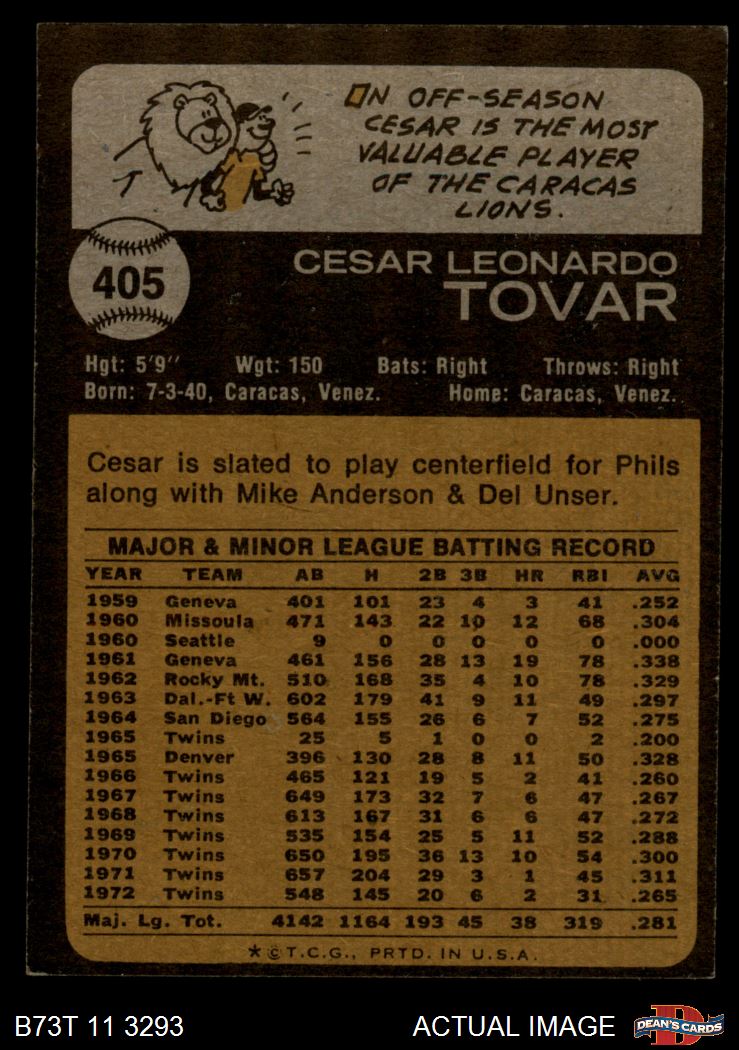 ON OFF-SEASON
CESAR IS THE MOST
VALUABLE PLAYER
OF THE CARACAS
LIONS.
405
CESAR LEONARDO
TOVAR
Hgt: 5'9" Wgt: 150 Bats: Right Throws: Right
Born: 7-3-40, Caracas, Venez. Home: Caracas, Venez.
Cesar is slated to play centerfield for Phils
along with Mike Anderson & Del Unser.
MAJOR & MINOR LEAGUE BATTING RECORD
YEAR TEAM AB H 2B 3B HR RBI AVG
1959 Geneva 401 101 23 4 3 41 .252
1960 Missoula 471 143 22 10 12 68 .304
1960 Seattle 9 0 0 0 0 0 .000
1961 Geneva 461 156 28 13 19 78 .338
1962 Rocky Mt. 510 168 35 4 10 78 .329
1963 Dal.-Ft W. 602 179 41 9 11 49 .297
1964 San Diego 564 155 26 6 7 52 .275
1965 Twins 25 5 1 0 0 2 .200
1965 Denver 396 130 28 8 11 50 .328
1966 Twins 465 121 19 5 2 41 .260
1967 Twins 649 173 32 7 6 47 .267
1968 Twins 613 167 31 6 6 47 .272
1969 Twins 535 154 25 5 11 52 .288
1970 Twins 650 195 36 13 10 54 .300
1971 Twins 657 204 29 3 1 45 .311
1972 Twins 548 145 20 6 2 31 .265
Maj. Lg. Tot. 4142 1164 193 45 38 319 .281
*©T.C.G., PRTD. IN U.S.A.
B73T 11 3293 ACTUAL IMAGE D DEAN'S CARDS